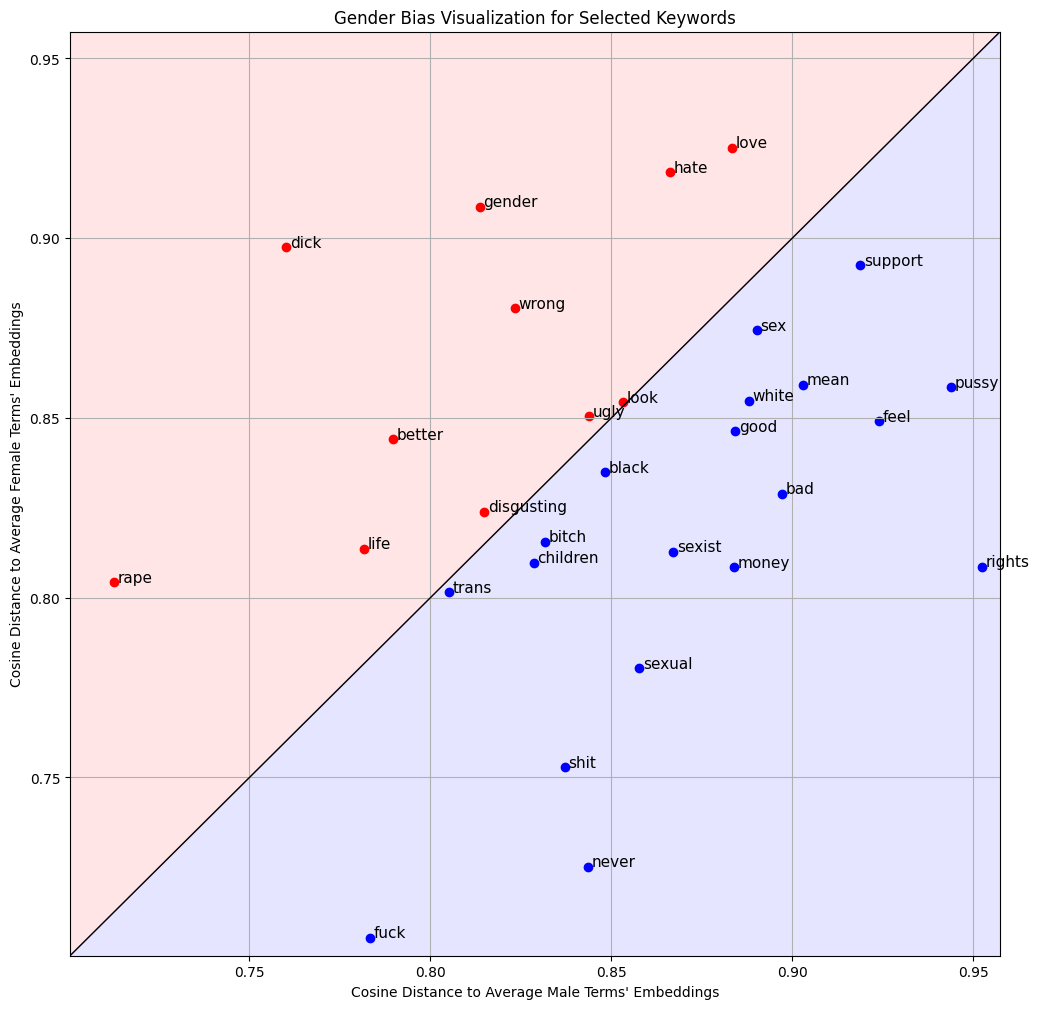 Gender Bias Visualization for Selected Keywords
Cosine Distance to Average Female Terms' Embeddings
0.95
0.90
0.85
0.80
0.75
love
hate
gender
dick
support
wrong
sex
mean
pussy
white
look
ugly
feel
good
better
black
bad
disgusting
bitch
life
sexist
children
money
rights
rape
trans
sexual
shit
never
fuck
0.75
0.80
0.85
0.90
0.95
Cosine Distance to Average Male Terms' Embeddings